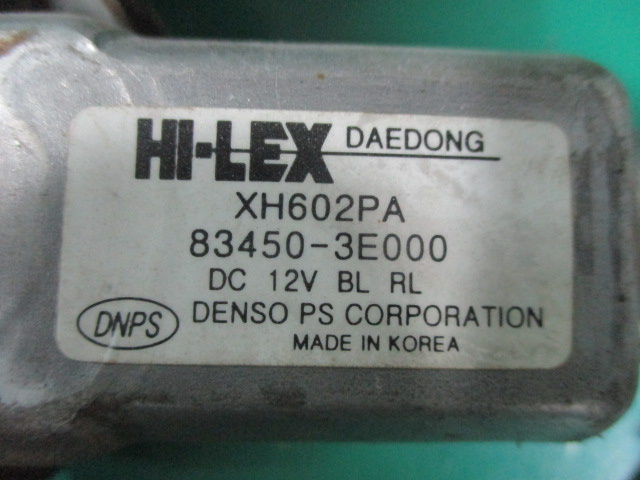 HI-LEX DAEDONG
XH602PA
83450-3E000
DC 12V BL RL
DNPS DENSO PS CORPORATION
MADE IN KOREA